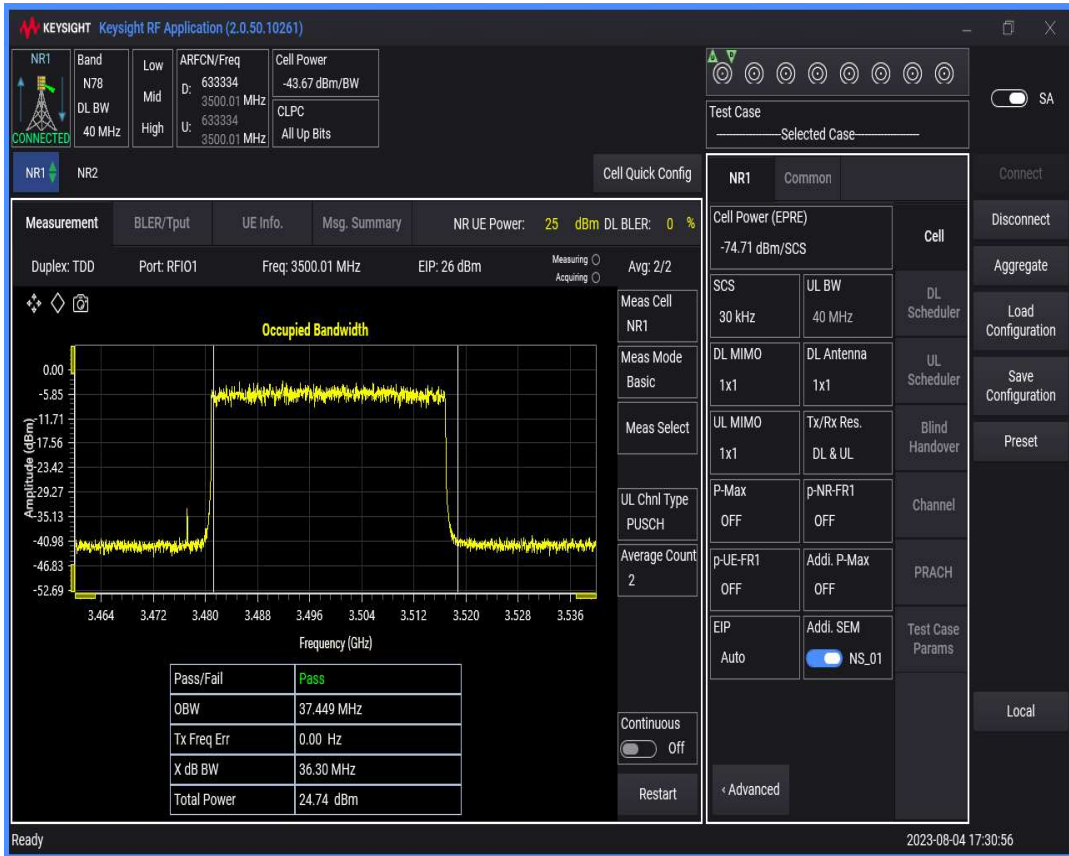 KEYSIGHT Keysight RF Application (2.0.50.10261)
NR1
CONNECTED
Band
N78
DL BW
40 MHz
Low
Mid
High
ARFCN/Freq
D: 633334
3500.01 MHz
U: 633334
3500.01 MHz
Cell Power
-43.67 dBm/BW
CLPC
All Up Bits
Test Case
Selected Case
SA
NR1 NR2 Cell Quick Config
Measurement BLER/Tput UE Info. Msg. Summary NR UE Power: 25 dBm DL BLER: 0 %
Duplex: TDD Port: RFIO1 Freq: 3500.01 MHz EIP: 26 dBm Measuring Acquiring Avg: 2/2
Occupied Bandwidth
Amplitude (dBm)
0.00
-5.85
-11.71
-17.56
-23.42
-29.27
-35.13
-40.98
-46.83
-52.69
3.464 3.472 3.480 3.488 3.496 3.504 3.512 3.520 3.528 3.536
Frequency (GHz)
Pass/Fail Pass
OBW 37.449 MHz
Tx Freq Err 0.00 Hz
X dB BW 36.30 MHz
Total Power 24.74 dBm
Meas Cell
NR1
Meas Mode
Basic
Meas Select
UL Chnl Type
PUSCH
Average Count
2
Continuous
Off
Restart
NR1 Common
Cell Power (EPRE)
-74.71 dBm/SCS
SCS
30 kHz
UL BW
40 MHz
DL MIMO
1x1
DL Antenna
1x1
UL MIMO
1x1
Tx/Rx Res.
DL & UL
P-Max
OFF
p-NR-FR1
OFF
p-UE-FR1
OFF
Addi. P-Max
OFF
EIP
Auto
Addi. SEM
NS_01
‹ Advanced
Cell
DL
Scheduler
UL
Scheduler
Blind
Handover
Channel
PRACH
Test Case
Params
Connect
Disconnect
Aggregate
Load
Configuration
Save
Configuration
Preset
Local
Ready 2023-08-04 17:30:56